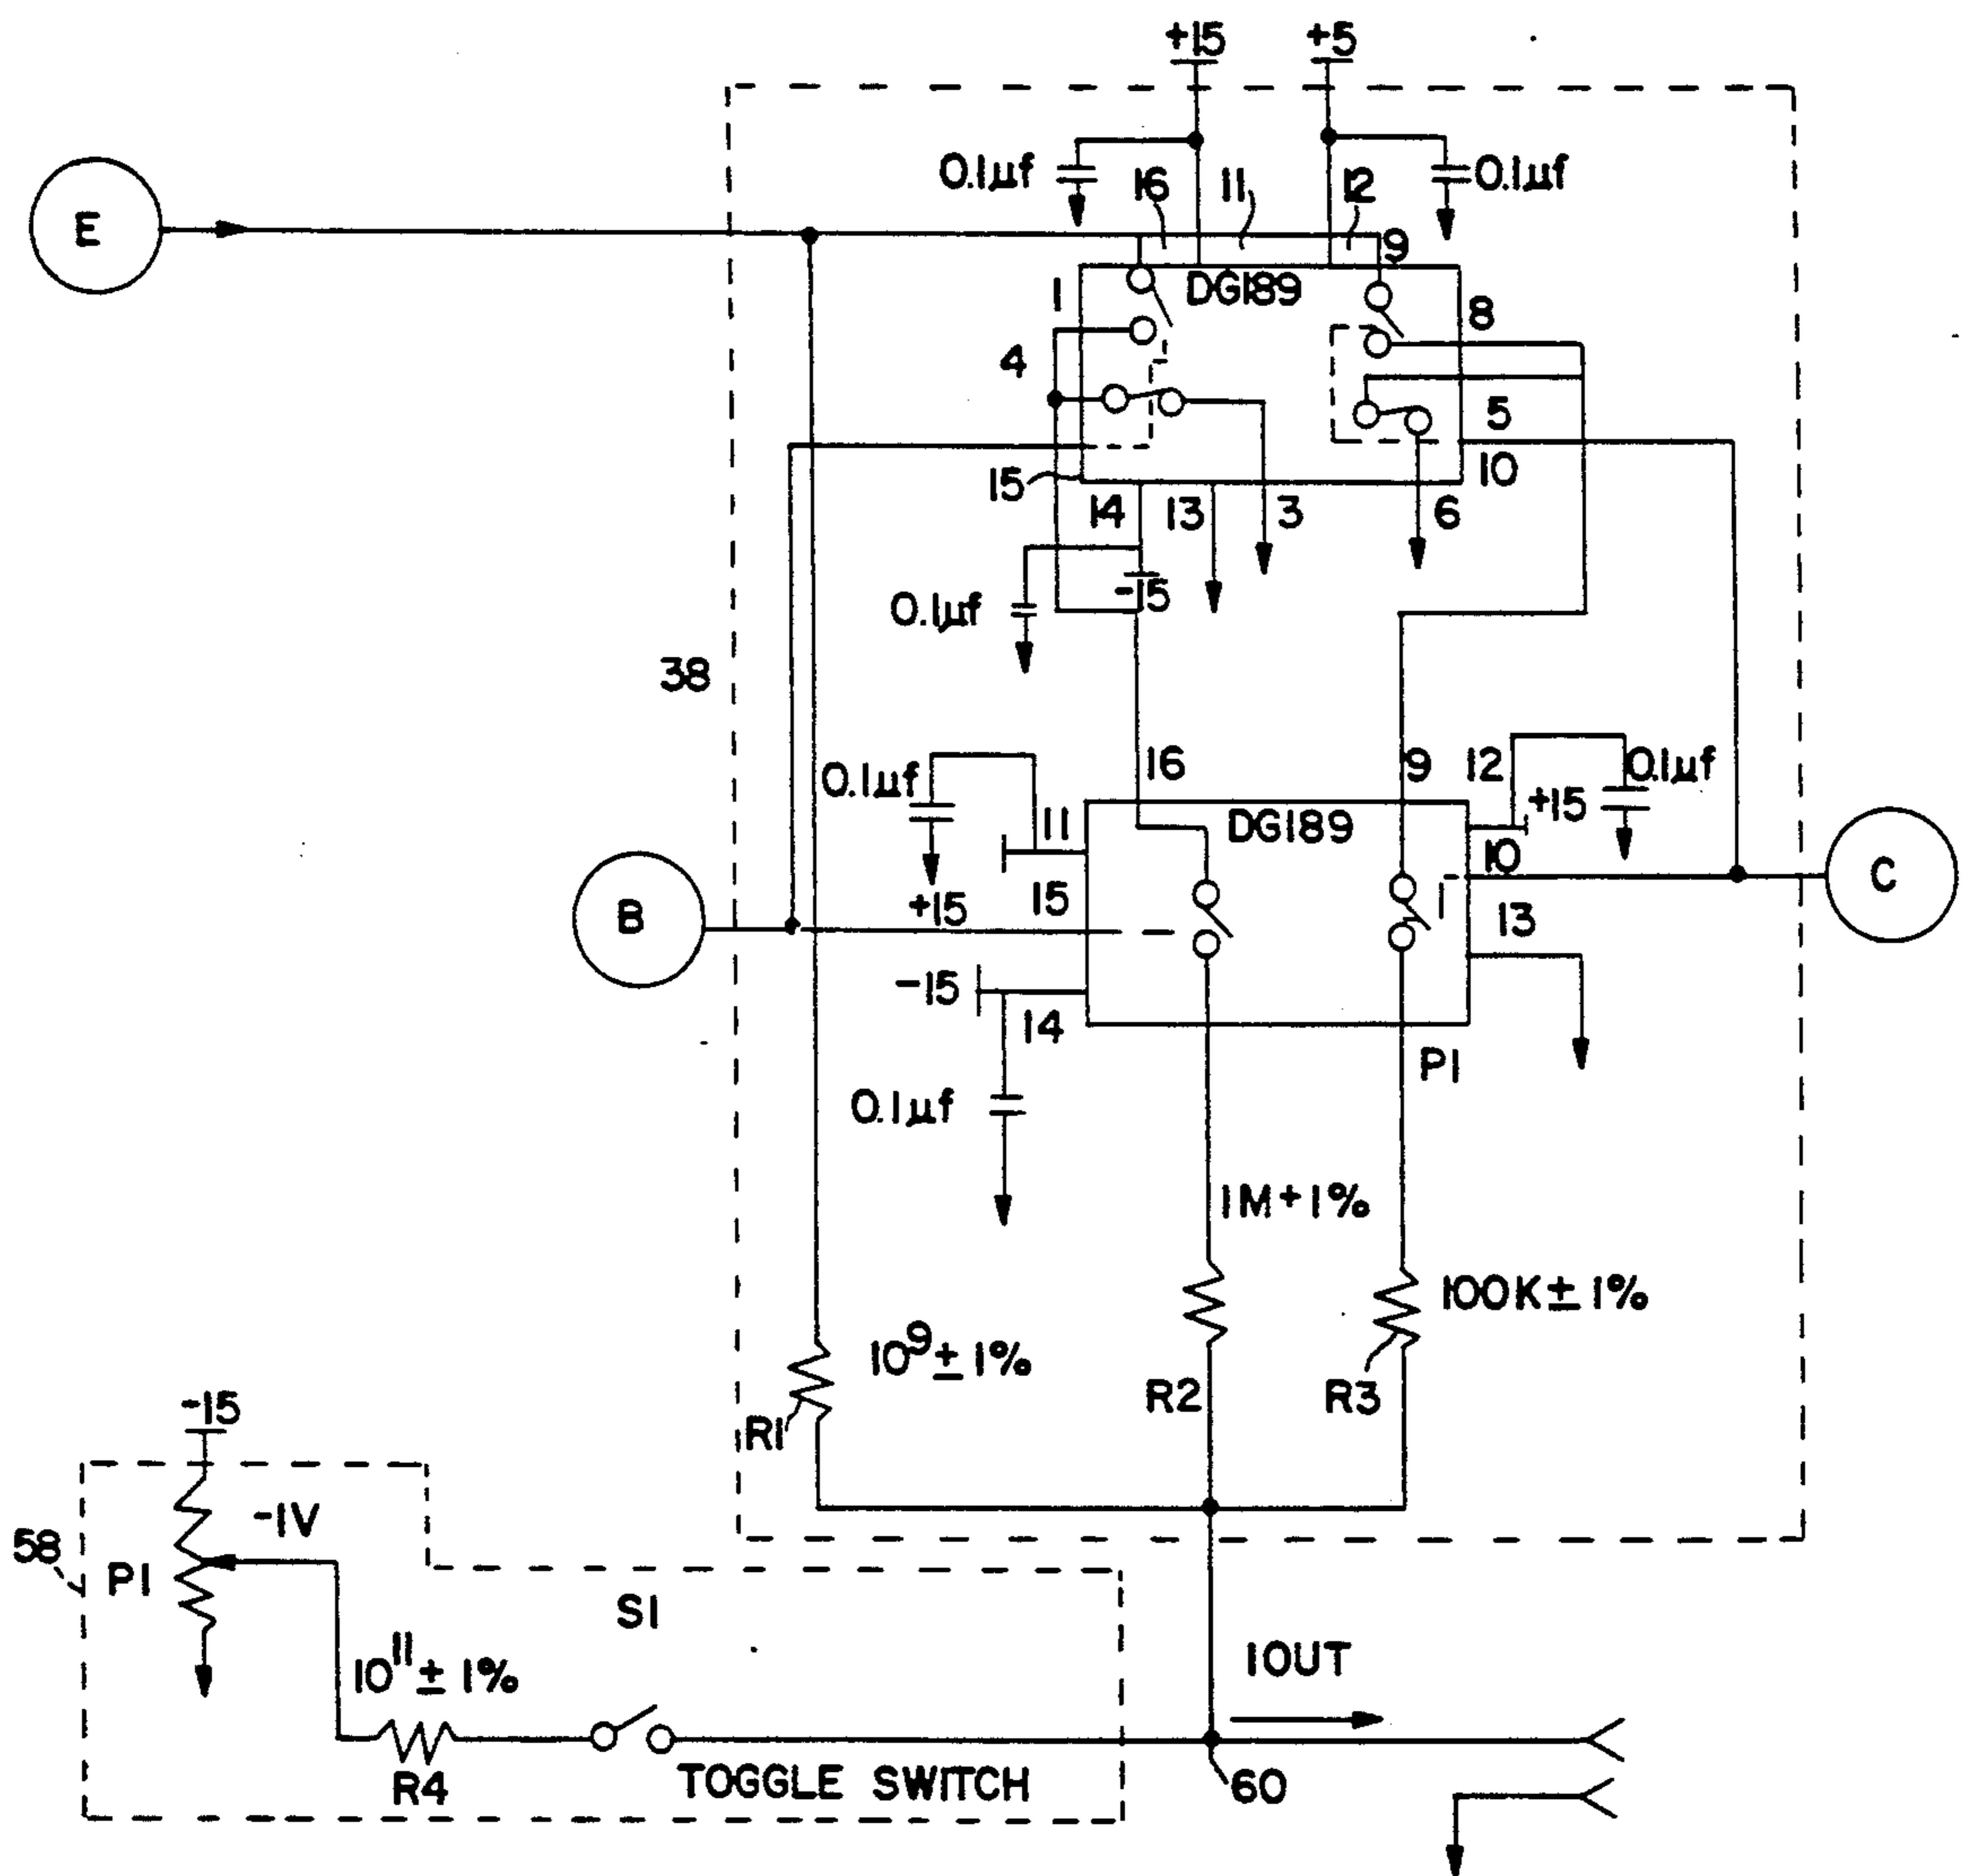 +15 +5
0.1µf 16 11 12 0.1µf
E
9
1 DG189 8
4
5
15 10
14 13 3 6
-15
0.1µf
38
16 9 12 0.1µf
0.1µf 11 DG189 +15
10
C
B +15 15 13
-15
14
P1
0.1µf
1M+1%
100K±1%
10⁹±1%
R2 R3
R1
-15
-1V
58 P1
S1
10¹¹±1%
IOUT
R4 TOGGLE SWITCH 60